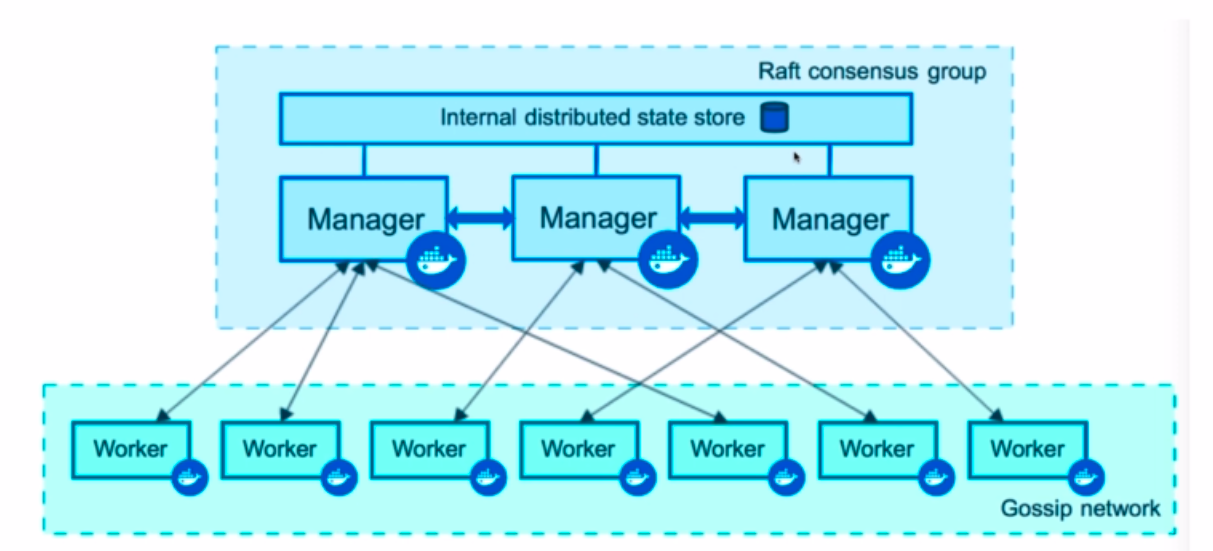 Raft consensus group
Internal distributed state store
Manager
Manager
Manager
Worker
Worker
Worker
Worker
Worker
Worker
Worker
Gossip network